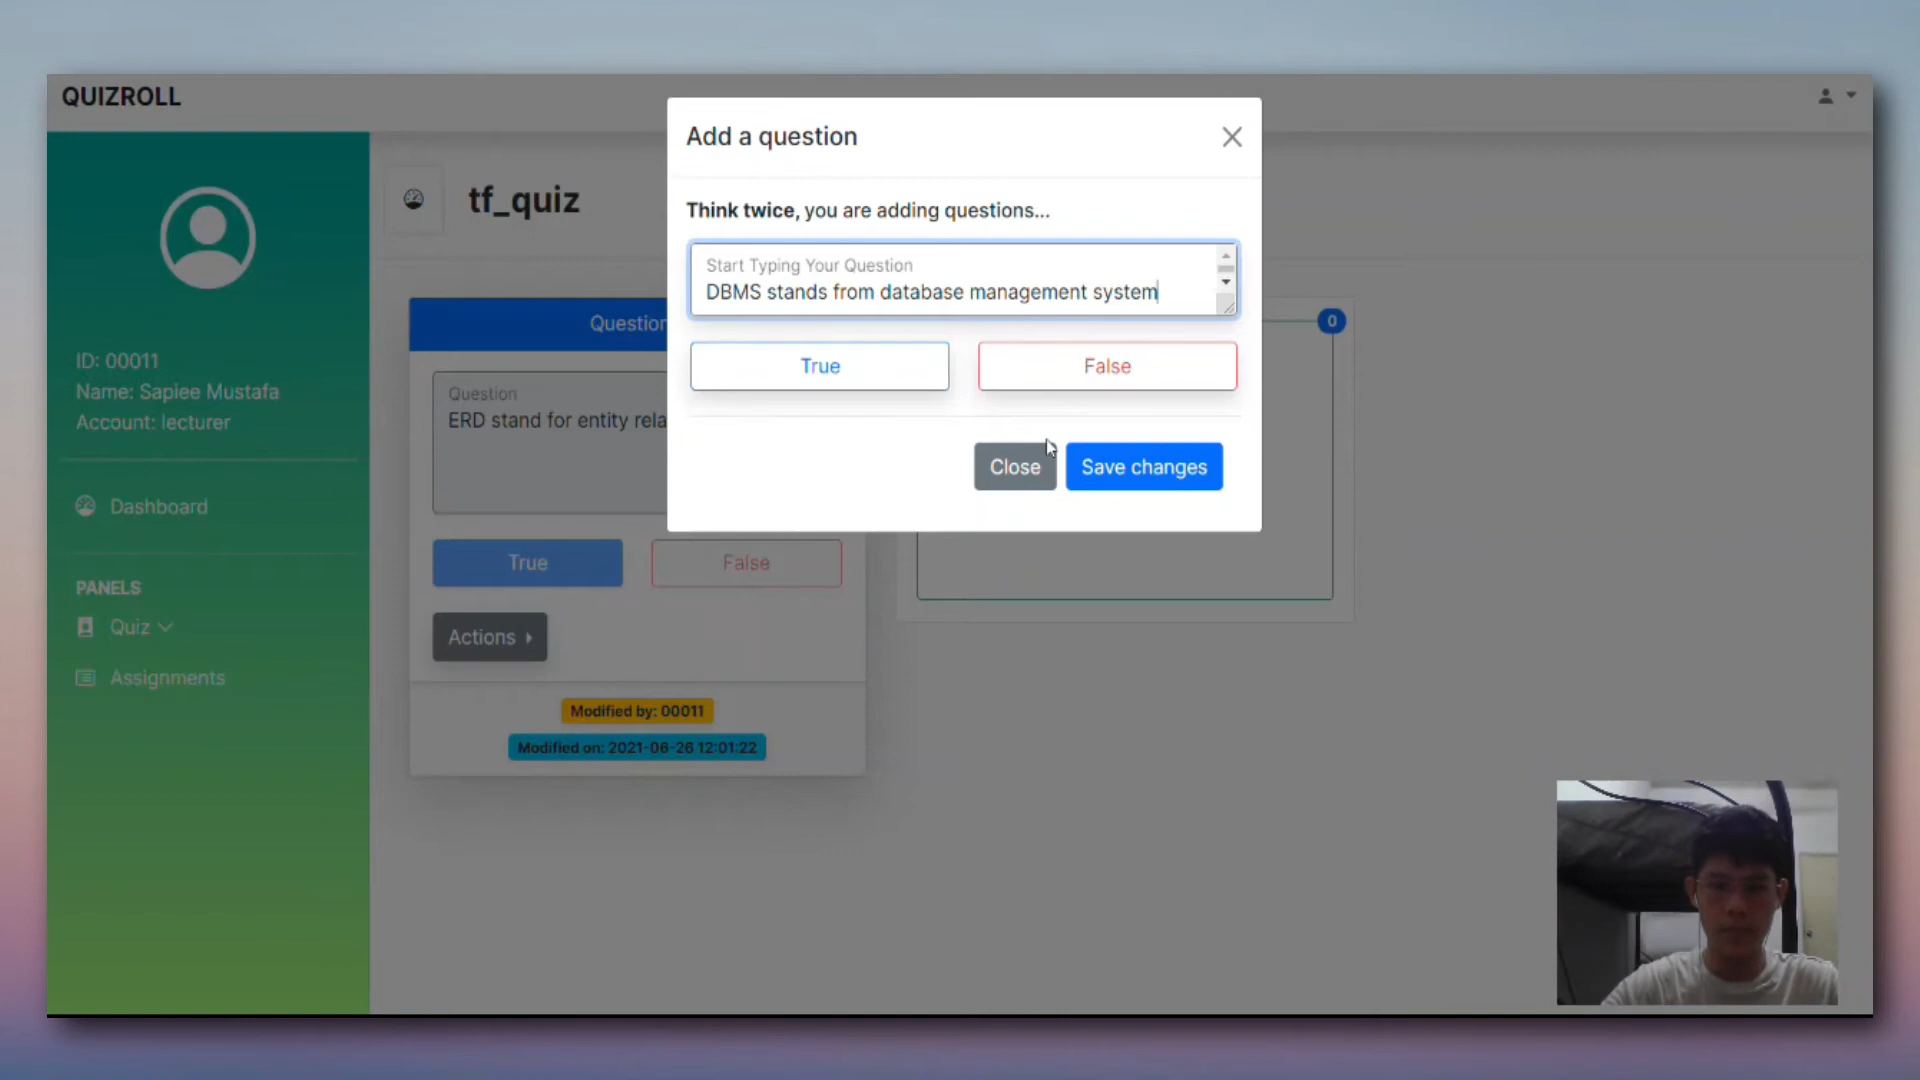 QUIZROLL
Add a question
Think twice, you are adding questions...
Start Typing Your Question
DBMS stands from database management system
True
False
Close
Save changes
tf_quiz
ID: 00011
Name: Sapiee Mustafa
Account: lecturer
Dashboard
PANELS
Quiz
Assignments
Question
ERD stand for entity rela
True
False
Actions
Modified by: 00011
Modified on: 2021-06-26 12:01:22
0